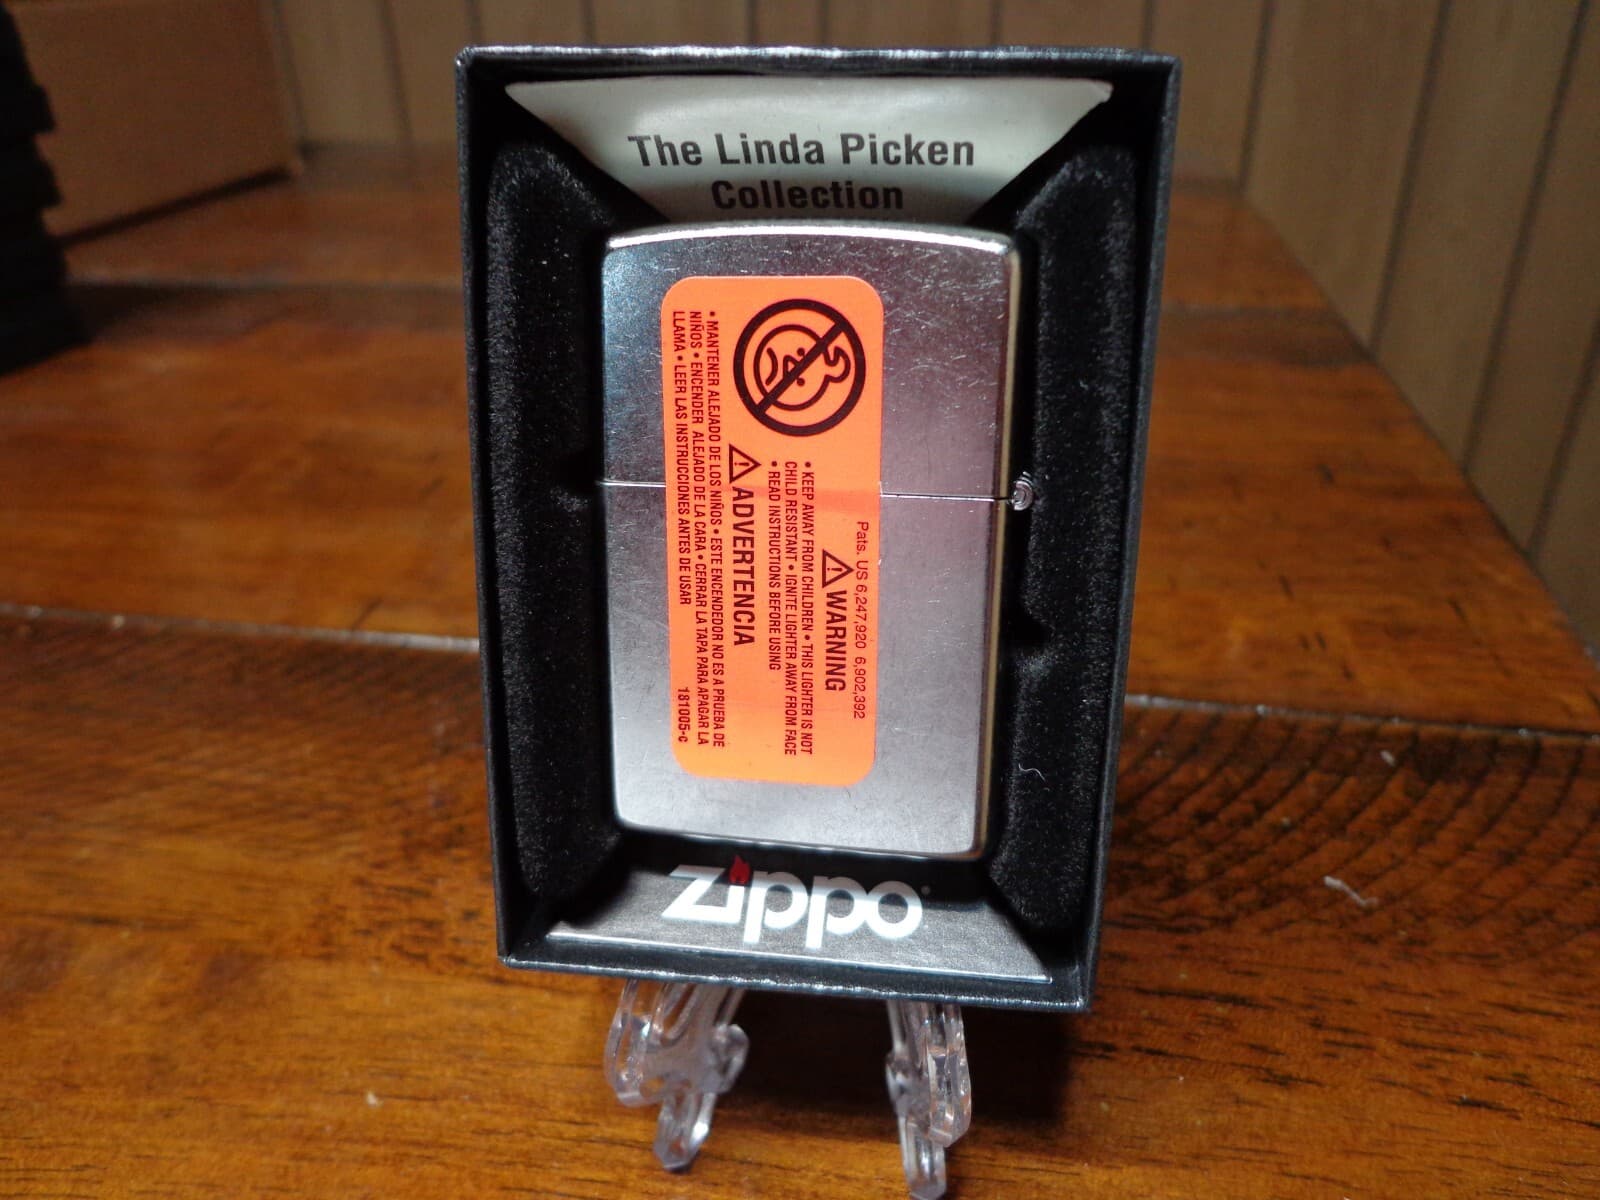 The Linda Picken
Collection
Pats. US 6,247,920 6,902,392
⚠ WARNING
• KEEP AWAY FROM CHILDREN • THIS LIGHTER IS NOT
CHILD RESISTANT • IGNITE LIGHTER AWAY FROM FACE
• READ INSTRUCTIONS BEFORE USING
⚠ ADVERTENCIA
• MANTENER ALEJADO DE LOS NIÑOS • ESTE ENCENDEDOR NO ES A PRUEBA DE
NIÑOS • ENCENDER ALEJADO DE LA CARA • CERRAR LA TAPA PARA APAGAR LA
LLAMA • LEER LAS INSTRUCCIONES ANTES DE USAR 181065-c
zippo